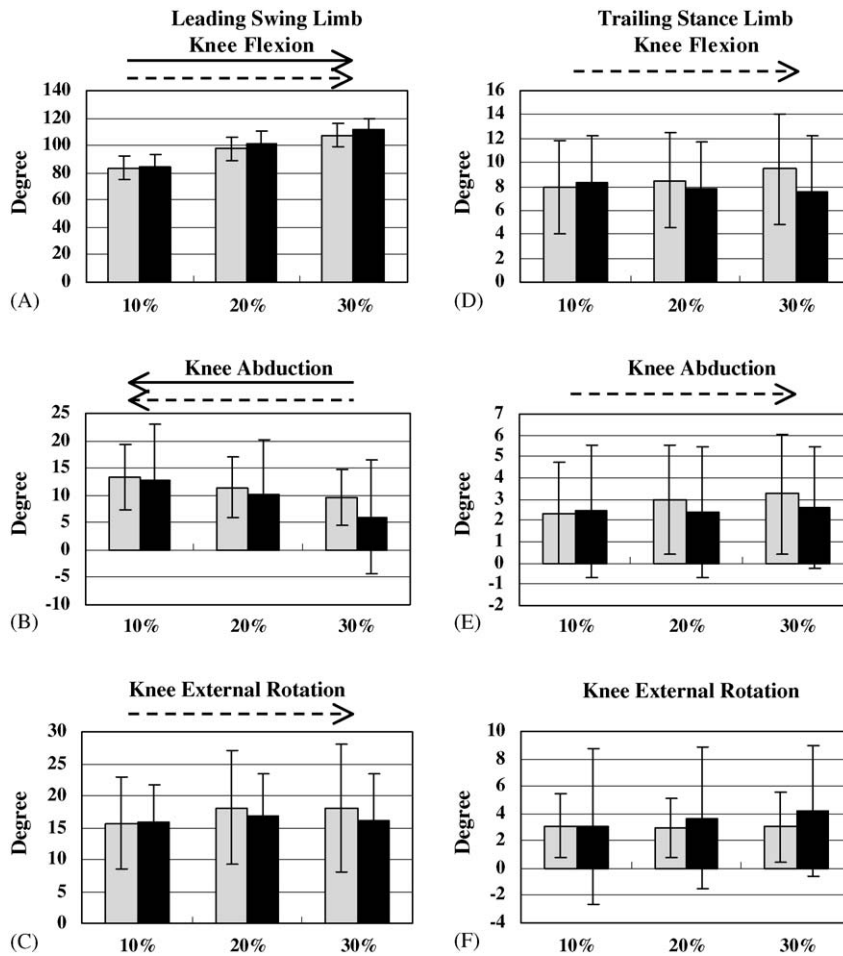 Leading Swing Limb
Knee Flexion
Degree
140
120
100
80
60
40
20
0
10% 20% 30%
(A)
Knee Abduction
Degree
25
20
15
10
5
0
-5
-10
10% 20% 30%
(B)
Knee External Rotation
Degree
30
25
20
15
10
5
0
10% 20% 30%
(C)
Trailing Stance Limb
Knee Flexion
Degree
16
14
12
10
8
6
4
2
0
10% 20% 30%
(D)
Knee Abduction
Degree
7
6
5
4
3
2
1
0
-1
-2
10% 20% 30%
(E)
Knee External Rotation
Degree
10
8
6
4
2
0
-2
-4
10% 20% 30%
(F)